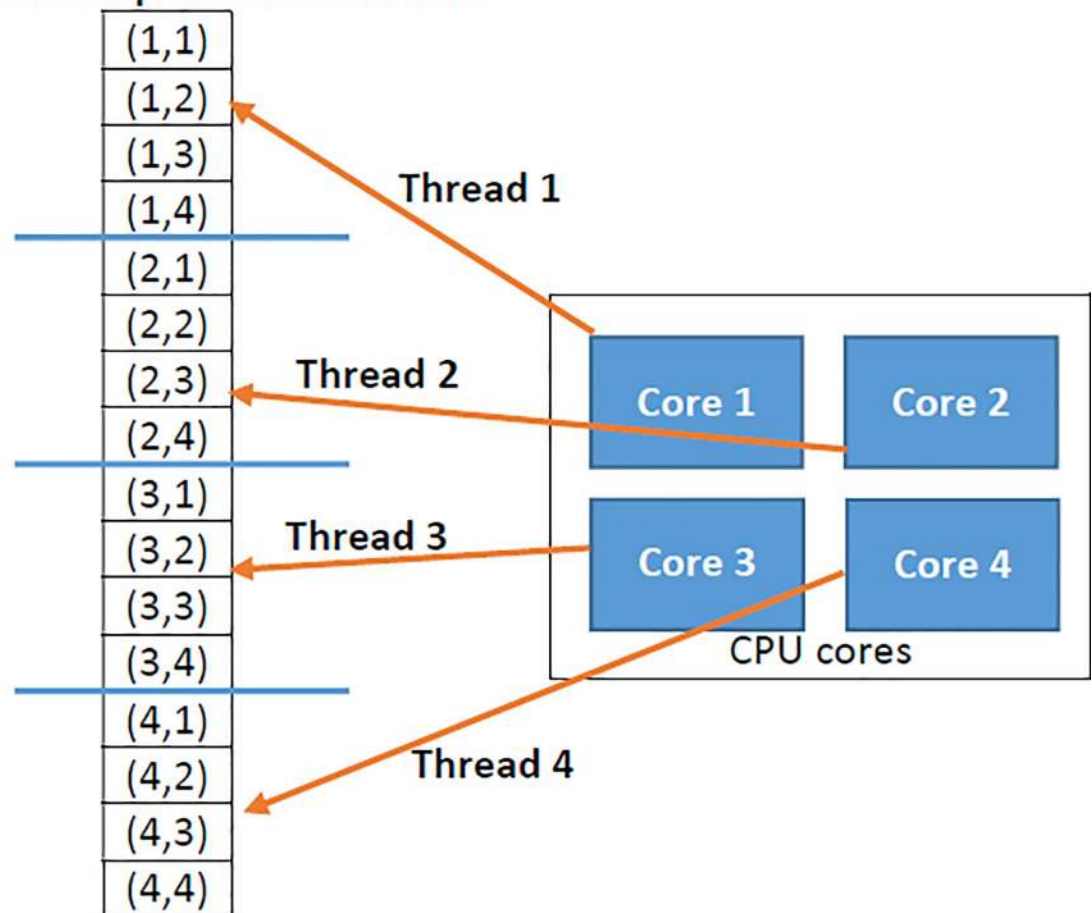 (1,1)
(1,2)
(1,3)
(1,4)
(2,1)
(2,2)
(2,3)
(2,4)
(3,1)
(3,2)
(3,3)
(3,4)
(4,1)
(4,2)
(4,3)
(4,4)
Thread 1
Thread 2
Thread 3
Thread 4
Core 1
Core 2
Core 3
Core 4
CPU cores